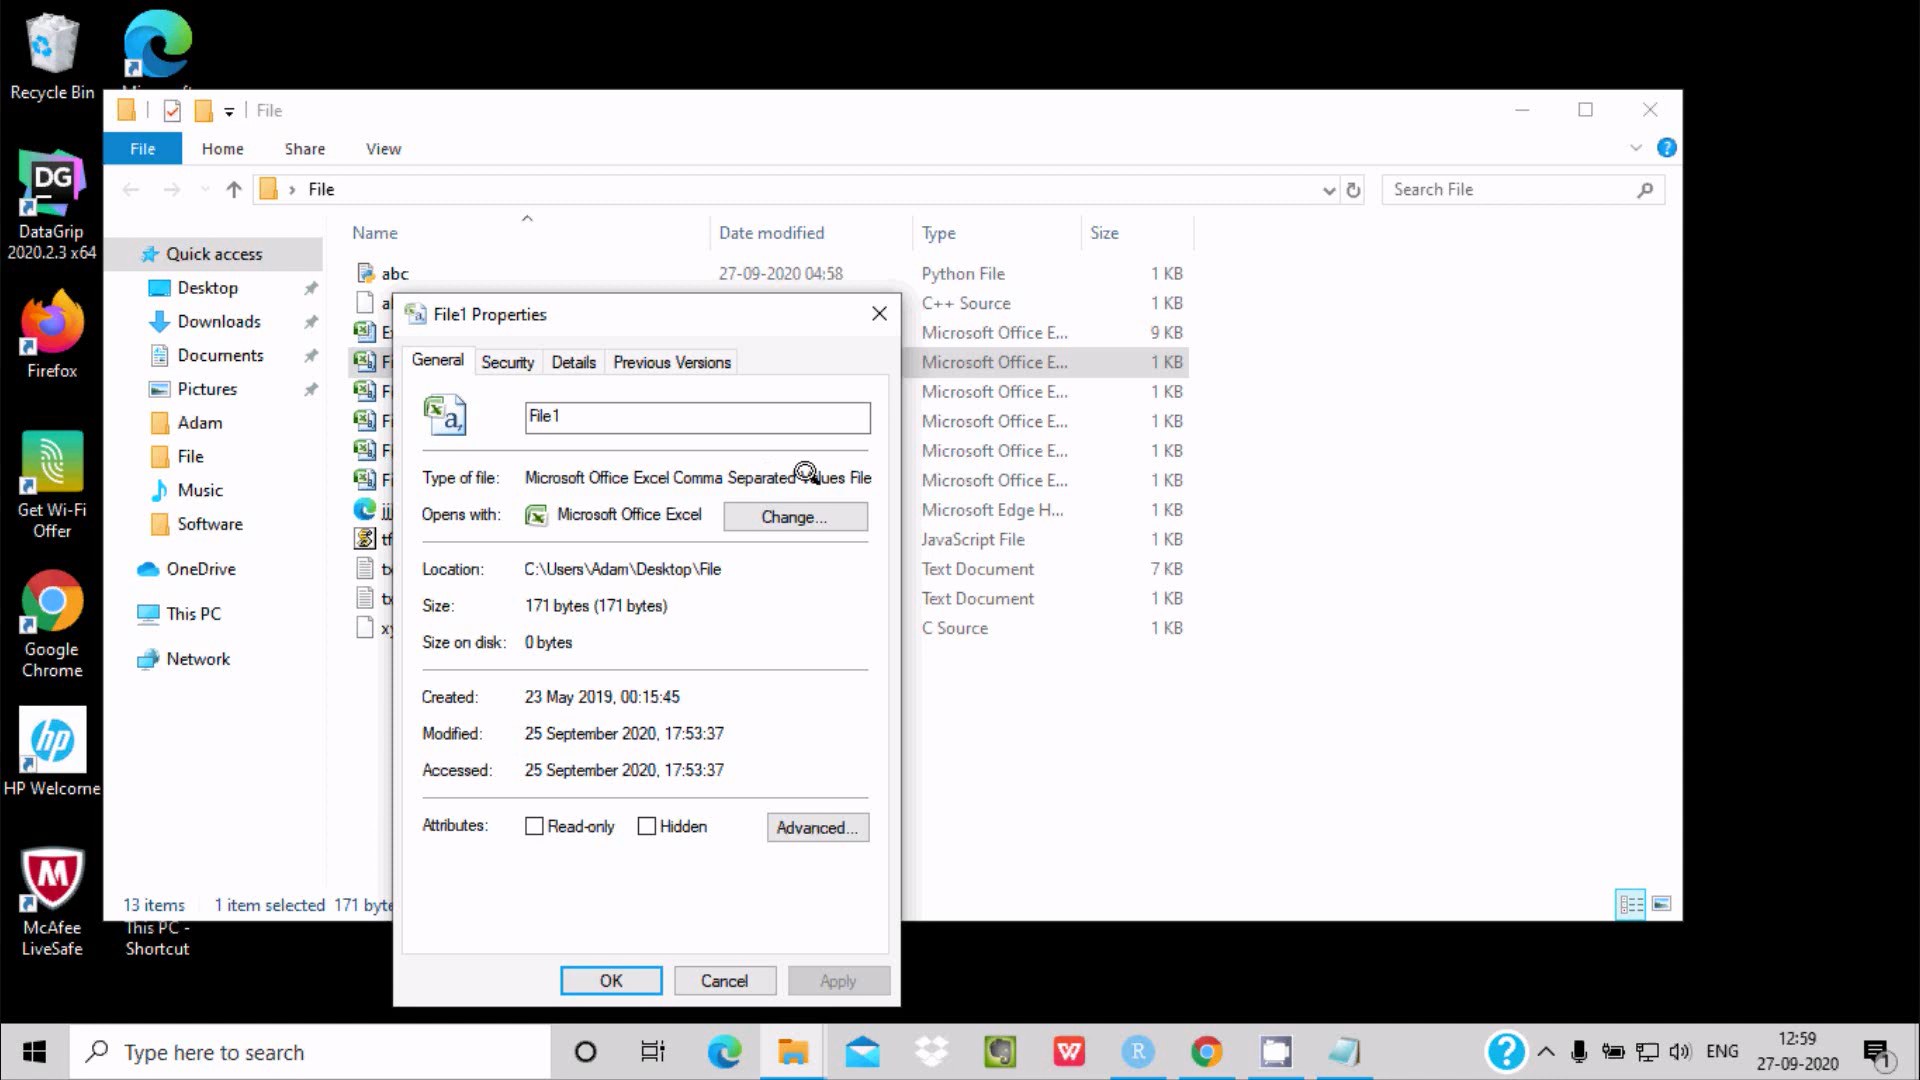 Recycle Bin
DataGrip
2020.2.3 x64
Firefox
Get Wi-Fi
Offer
Google
Chrome
HP Welcome
McAfee
LiveSafe
This PC -
Shortcut
File
File Home Share View
File
Search File
Quick access
Desktop
Downloads
Documents
Pictures
Adam
File
Music
Software
OneDrive
This PC
Network
Name Date modified Type Size
abc 27-09-2020 04:58 Python File 1 KB
C++ Source 1 KB
Microsoft Office E... 9 KB
Microsoft Office E... 1 KB
Microsoft Office E... 1 KB
Microsoft Office E... 1 KB
Microsoft Office E... 1 KB
Microsoft Office E... 1 KB
Microsoft Edge H... 1 KB
JavaScript File 1 KB
Text Document 7 KB
Text Document 1 KB
C Source 1 KB
13 items 1 item selected 171 byte
File1 Properties
General Security Details Previous Versions
File1
Type of file: Microsoft Office Excel Comma Separated Values File
Opens with: Microsoft Office Excel Change...
Location: C:\Users\Adam\Desktop\File
Size: 171 bytes (171 bytes)
Size on disk: 0 bytes
Created: 23 May 2019, 00:15:45
Modified: 25 September 2020, 17:53:37
Accessed: 25 September 2020, 17:53:37
Attributes: Read-only Hidden Advanced...
OK Cancel Apply
Type here to search
ENG
12:59
27-09-2020
1